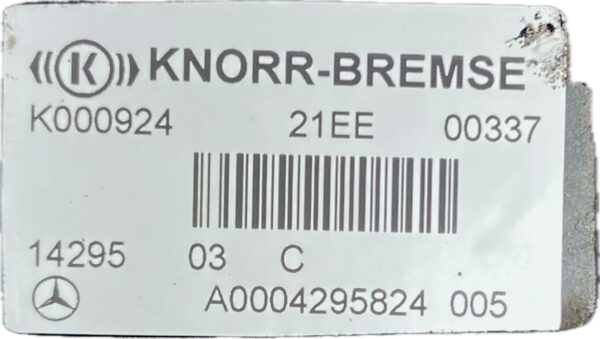 K KNORR-BREMSE
K000924 21EE 00337
14295 03 C
A0004295824 005